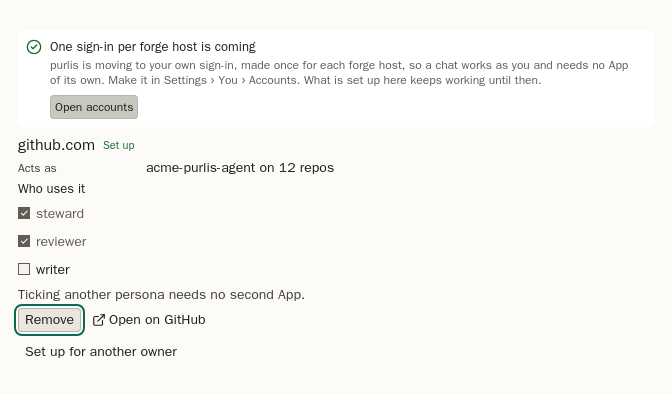 One sign-in per forge host is coming
purlis is moving to your own sign-in, made once for each forge host, so a chat works as you and needs no App
of its own. Make it in Settings › You › Accounts. What is set up here keeps working until then.
Open accounts
github.com Set up
Acts as acme-purlis-agent on 12 repos
Who uses it
steward
reviewer
writer
Ticking another persona needs no second App.
Remove Open on GitHub
Set up for another owner